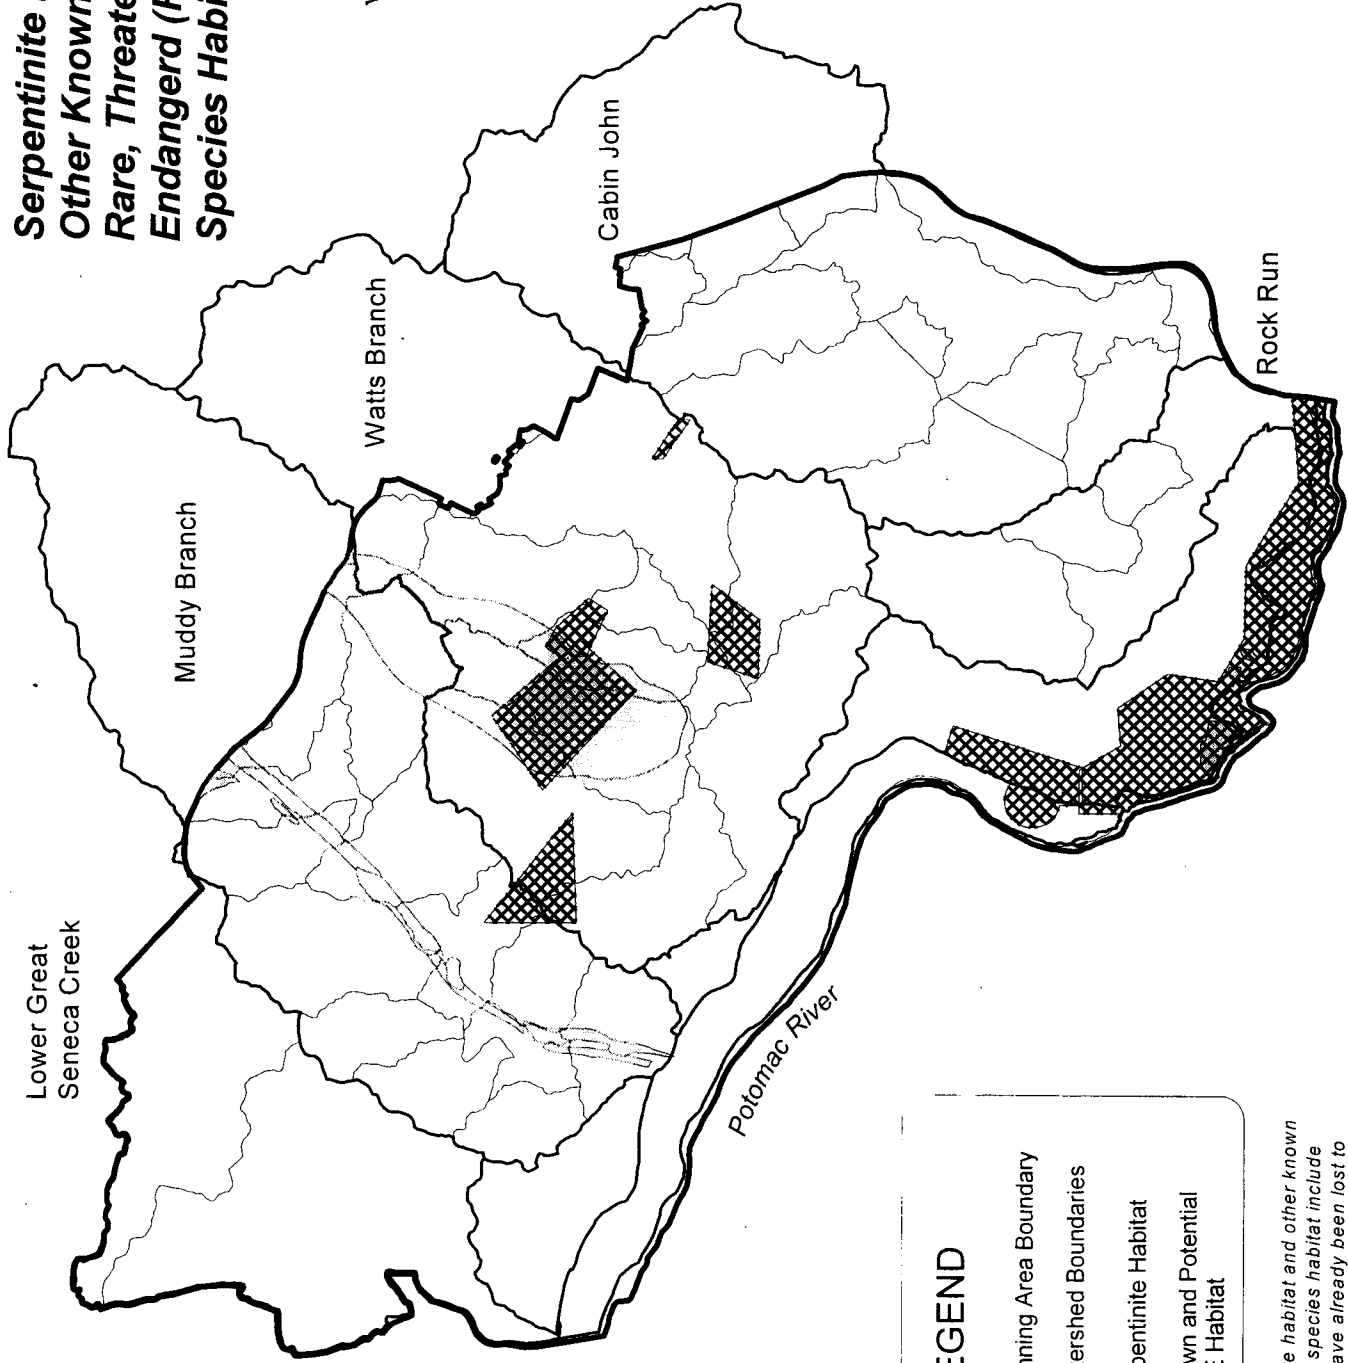 Serpentinite
Other Known
Rare, Threate
Endangerd (
Species Habi
Lower Great
Seneca Creek
Muddy Branch
Watts Branch
Cabin John
Rock Run
Potomac River
EGEND
nning Area Boundary
ershed Boundaries
pentinite Habitat
wn and Potential
Habitat
e habitat and other known
species habitat include
ave already been lost to